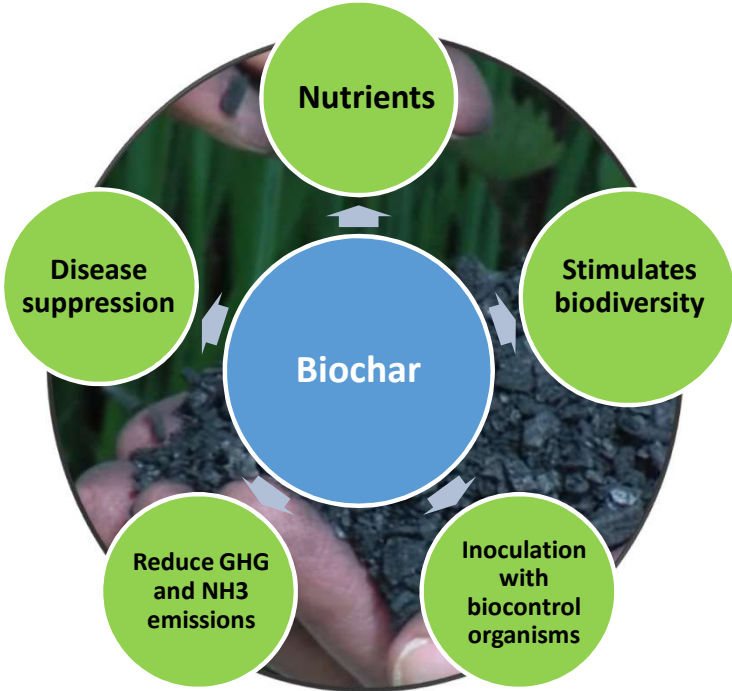 Nutrients
Stimulates
biodiversity
Inoculation
with
biocontrol
organisms
Reduce GHG
and NH3
emissions
Disease
suppression
Biochar